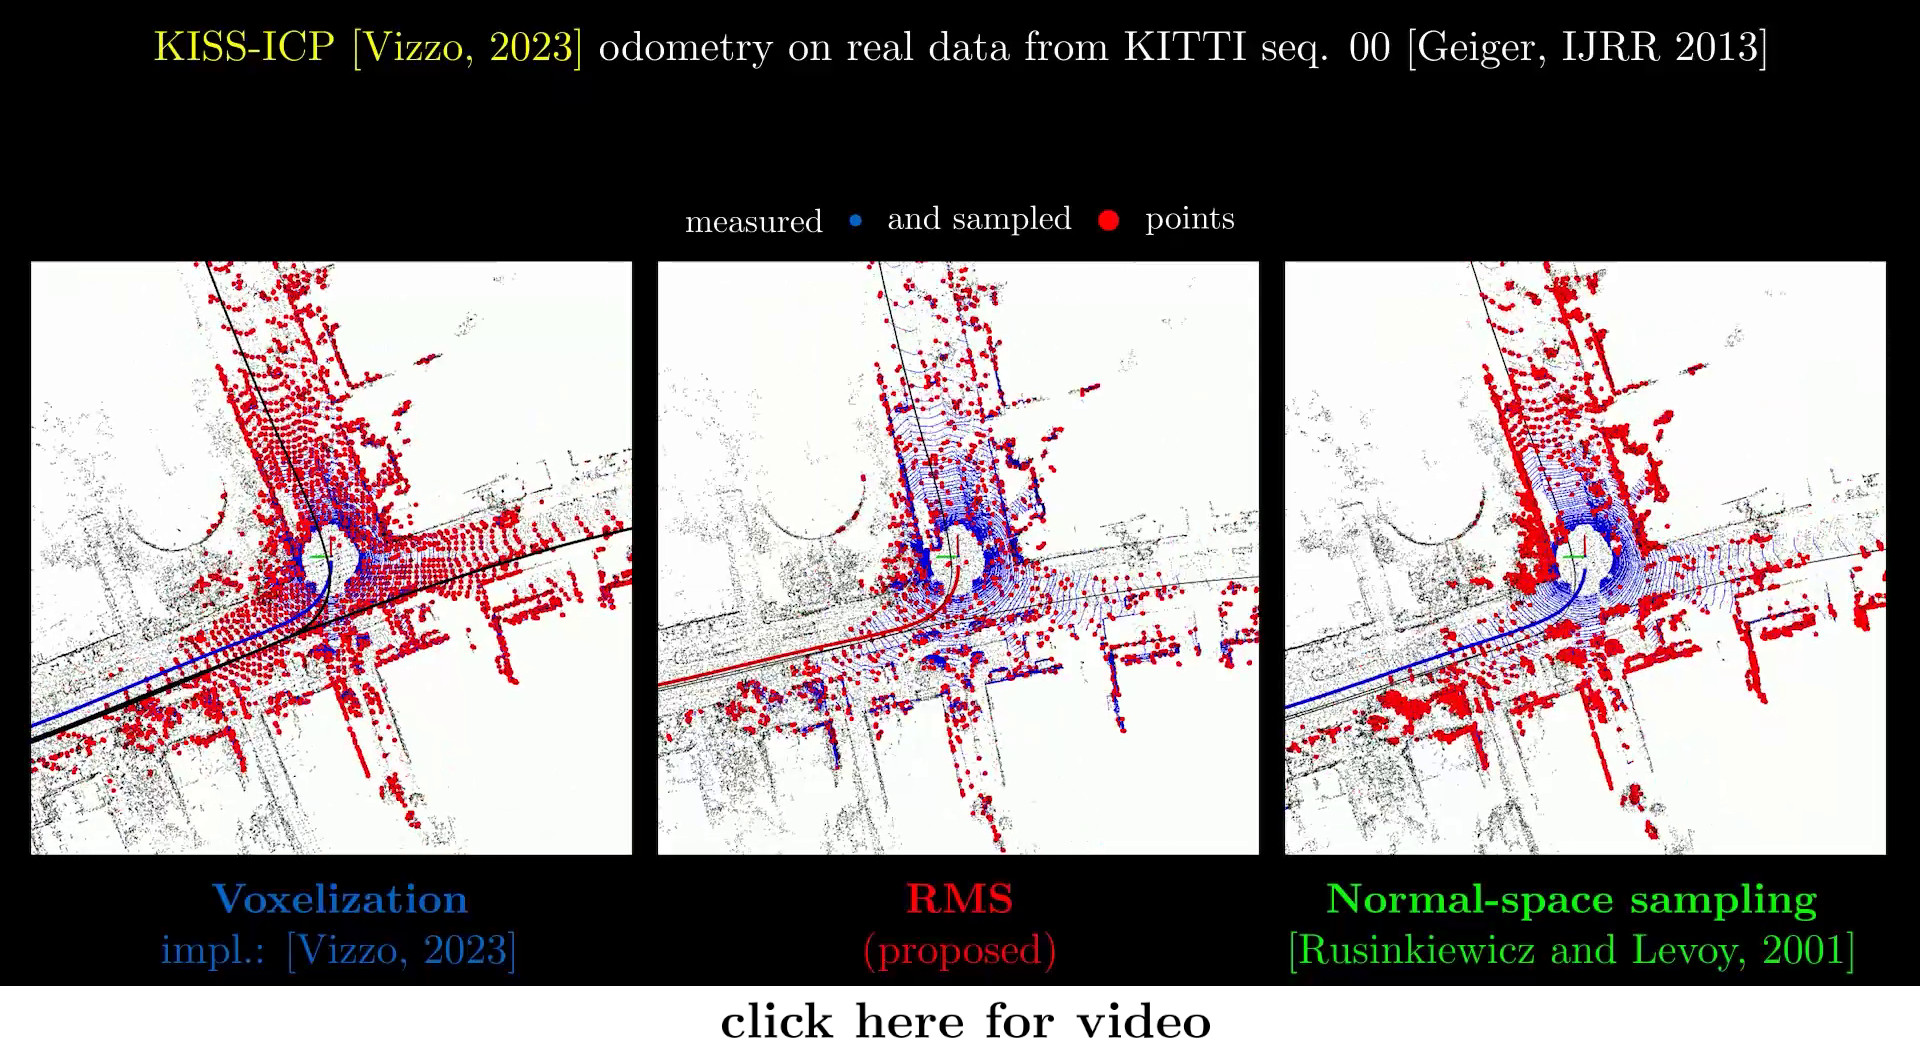 KISS-ICP [Vizzo, 2023] odometry on real data from KITTI seq. 00 [Geiger, IJRR 2013]
measured and sampled points
Voxelization
impl.: [Vizzo, 2023]
RMS
(proposed)
Normal-space sampling
[Rusinkiewicz and Levoy, 2001]
click here for video